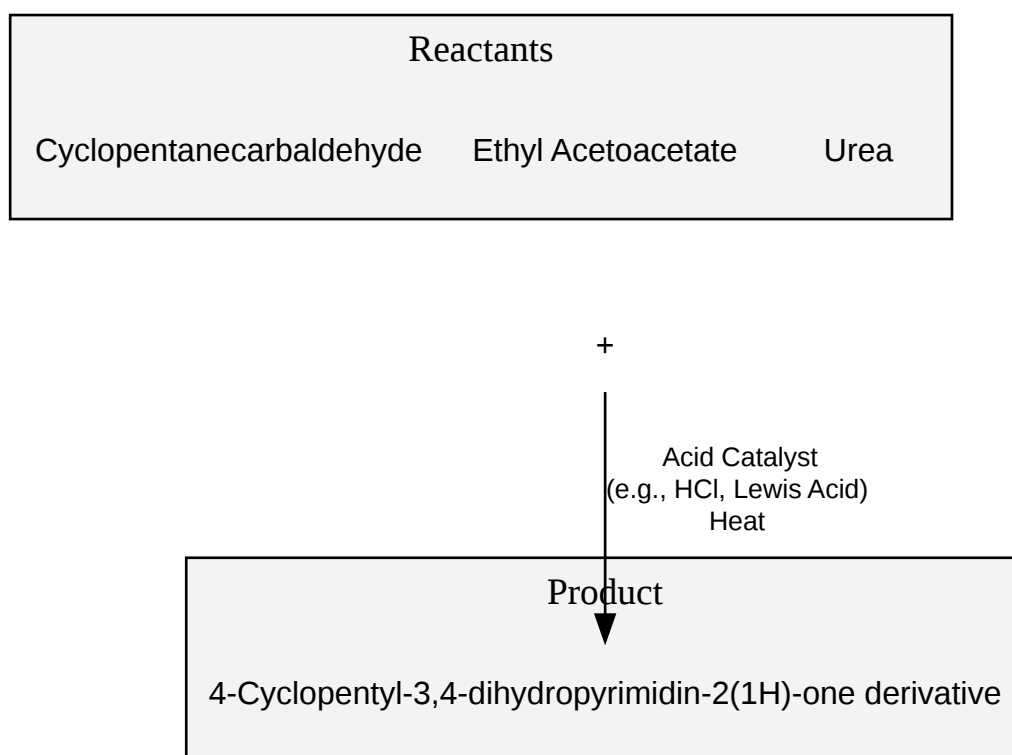 Reactants
Cyclopentanecarbaldehyde Ethyl Acetoacetate Urea
+
Acid Catalyst
(e.g., HCl, Lewis Acid)
Heat
Product
4-Cyclopentyl-3,4-dihydropyrimidin-2(1H)-one derivative